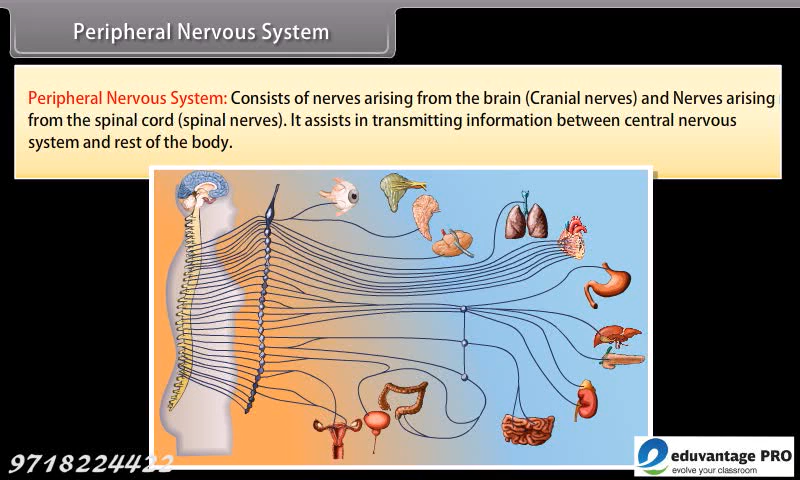 Peripheral Nervous System
Peripheral Nervous System: Consists of nerves arising from the brain (Cranial nerves) and Nerves arising
from the spinal cord (spinal nerves). It assists in transmitting information between central nervous
system and rest of the body.
9718224422
eduvantage PRO
evolve your classroom